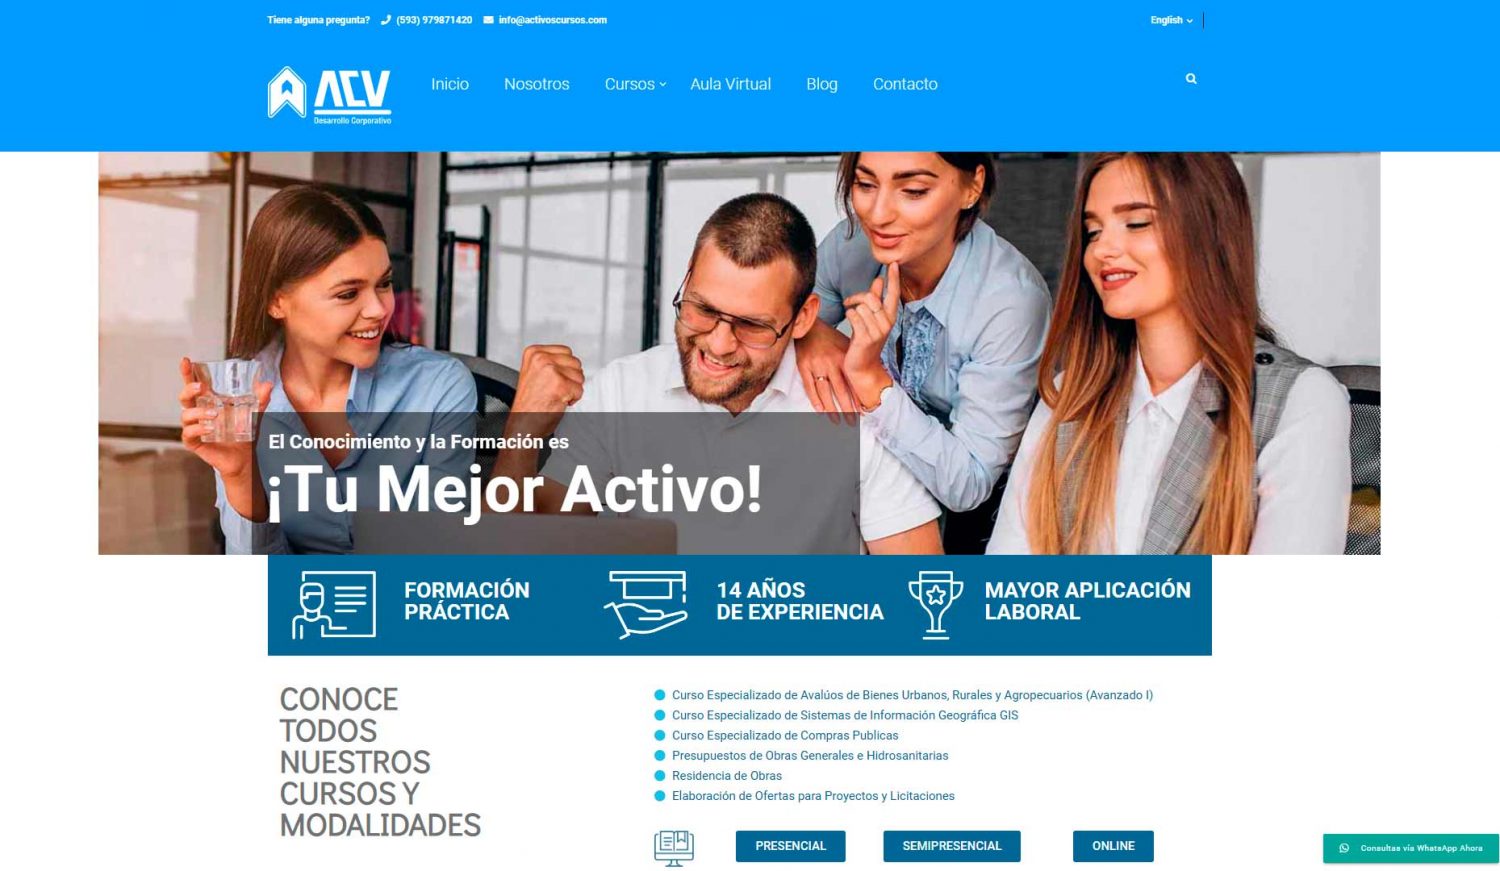 Tiene alguna pregunta? (593) 979871420 info@activoscursos.com English
ACV
Desarrollo Corporativo
Inicio Nosotros Cursos Aula Virtual Blog Contacto
El Conocimiento y la Formación es
¡Tu Mejor Activo!
FORMACIÓN
PRÁCTICA
14 AÑOS
DE EXPERIENCIA
MAYOR APLICACIÓN
LABORAL
CONOCE
TODOS
NUESTROS
CURSOS Y
MODALIDADES
Curso Especializado de Avalúos de Bienes Urbanos, Rurales y Agropecuarios (Avanzado I)
Curso Especializado de Sistemas de Información Geográfica GIS
Curso Especializado de Compras Publicas
Presupuestos de Obras Generales e Hidrosanitarias
Residencia de Obras
Elaboración de Ofertas para Proyectos y Licitaciones
PRESENCIAL SEMIPRESENCIAL ONLINE
Consultas vía WhatsApp Ahora